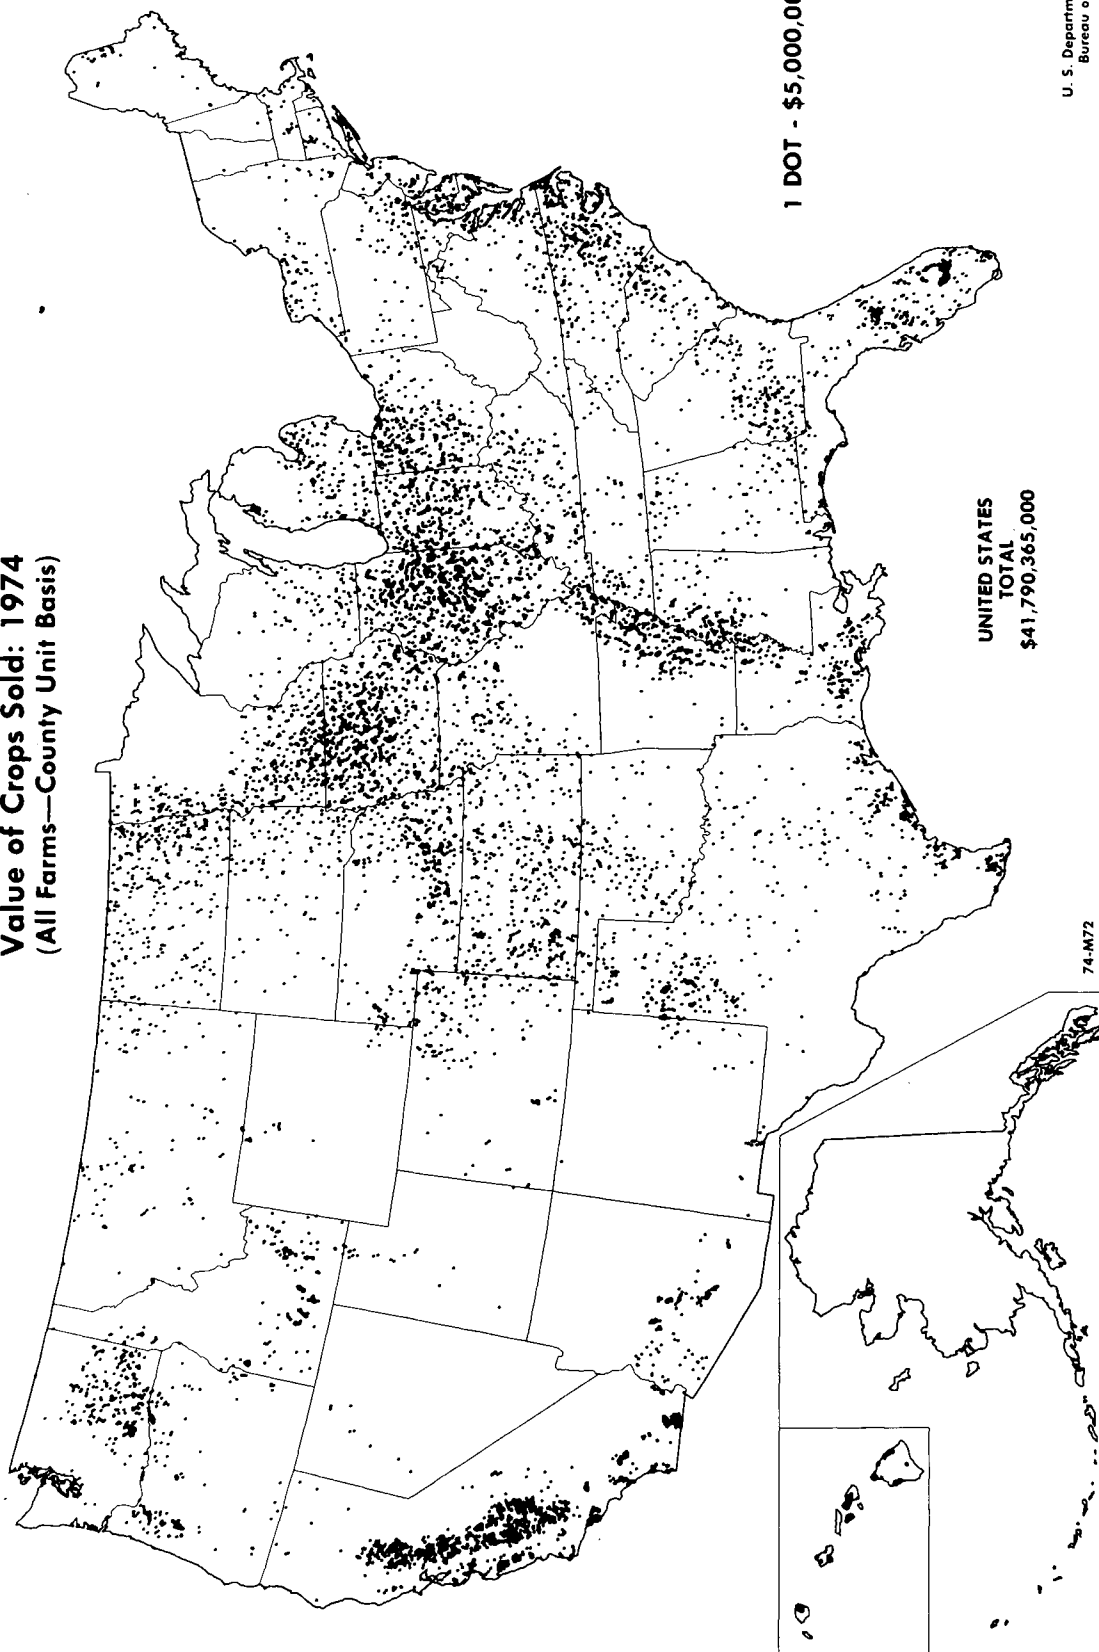 Value of Crops Sold: 1974
(All Farms—County Unit Basis)
1 DOT - $5,000,00
UNITED STATES
TOTAL
$41,790,365,000
74-M72
U. S. Departm
Bureau o